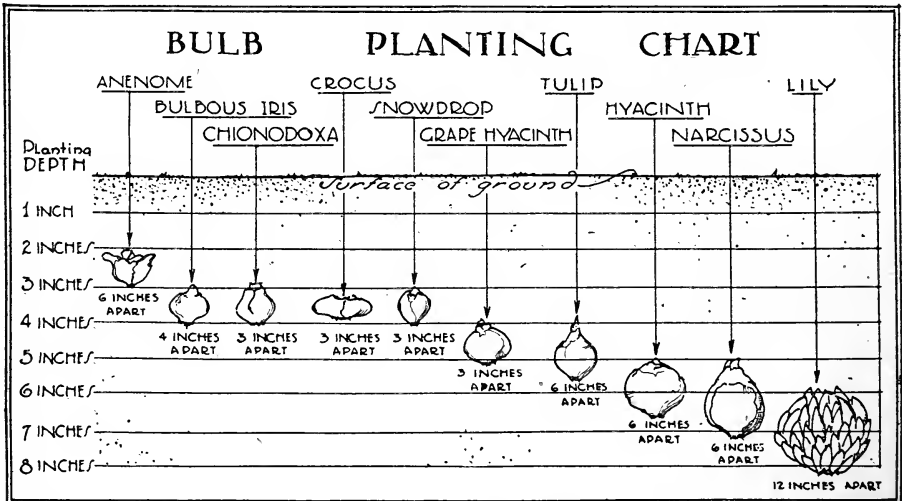 BULB PLANTING CHART
ANENOME
CROCUS
TULIP
LILY
BULBOUS IRIS
SNOWDROP
HYACINTH
CHIONODOXA
GRAPE HYACINTH
NARCISSUS
Planting
DEPTH
Surface of ground
1 INCH
2 INCHES
3 INCHES
4 INCHES
5 INCHES
6 INCHES
7 INCHES
8 INCHES
6 INCHES
APART
4 INCHES
APART
3 INCHES
APART
3 INCHES
APART
3 INCHES
APART
3 INCHES
APART
6 INCHES
APART
6 INCHES
APART
6 INCHES
APART
12 INCHES APART